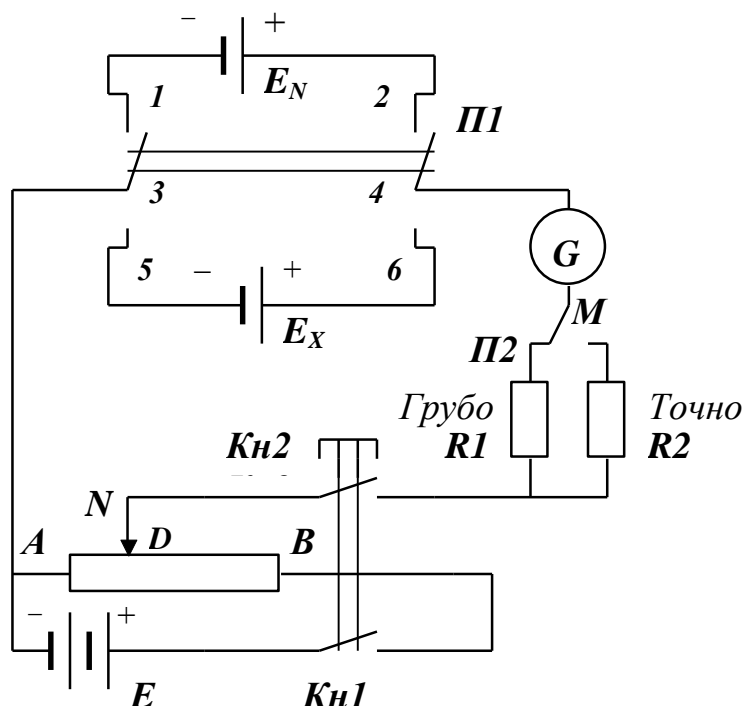 − +
E_N
1 2
П1
3 4
G
5 − + 6
E_X
M
П2
Грубо Точно
R1 R2
Кн2
N
A D B
− +
E Кн1